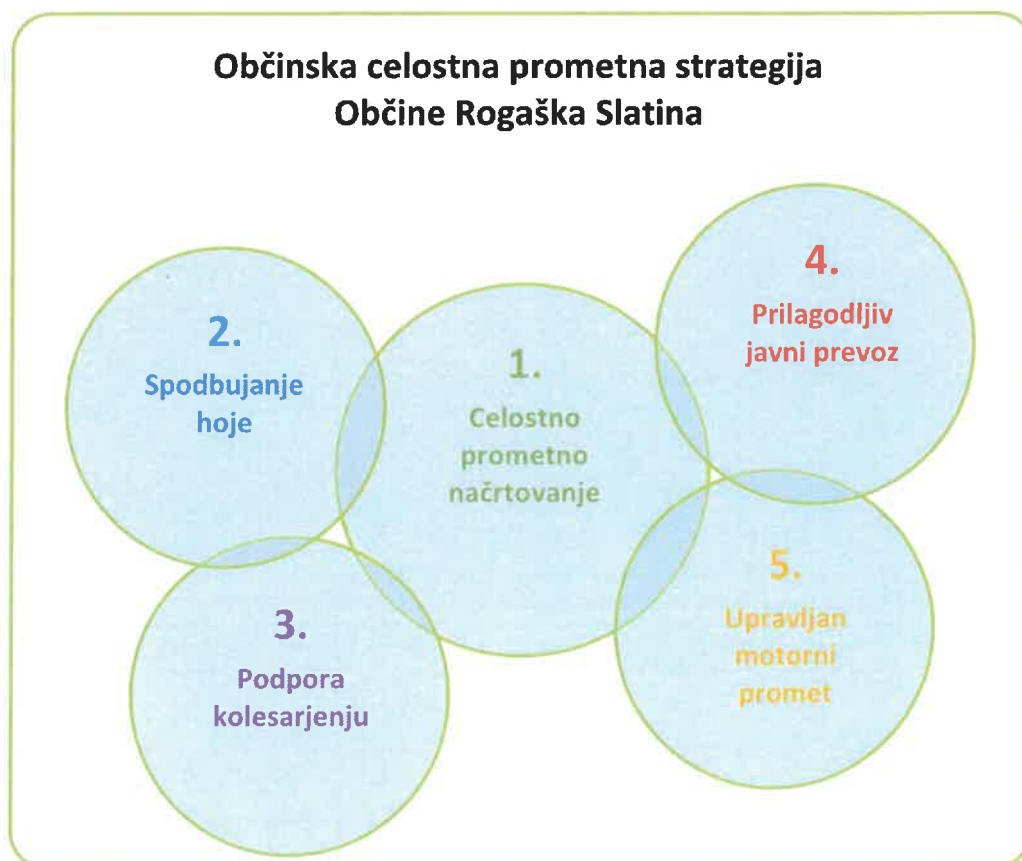 Občinska celostna prometna strategija
Občine Rogaška Slatina
1.
Celostno
prometno
načrtovanje
2.
Spodbujanje
hoje
3.
Podpora
kolesarjenju
4.
Prilagodljiv
javni prevoz
5.
Upravljan
motorni
promet